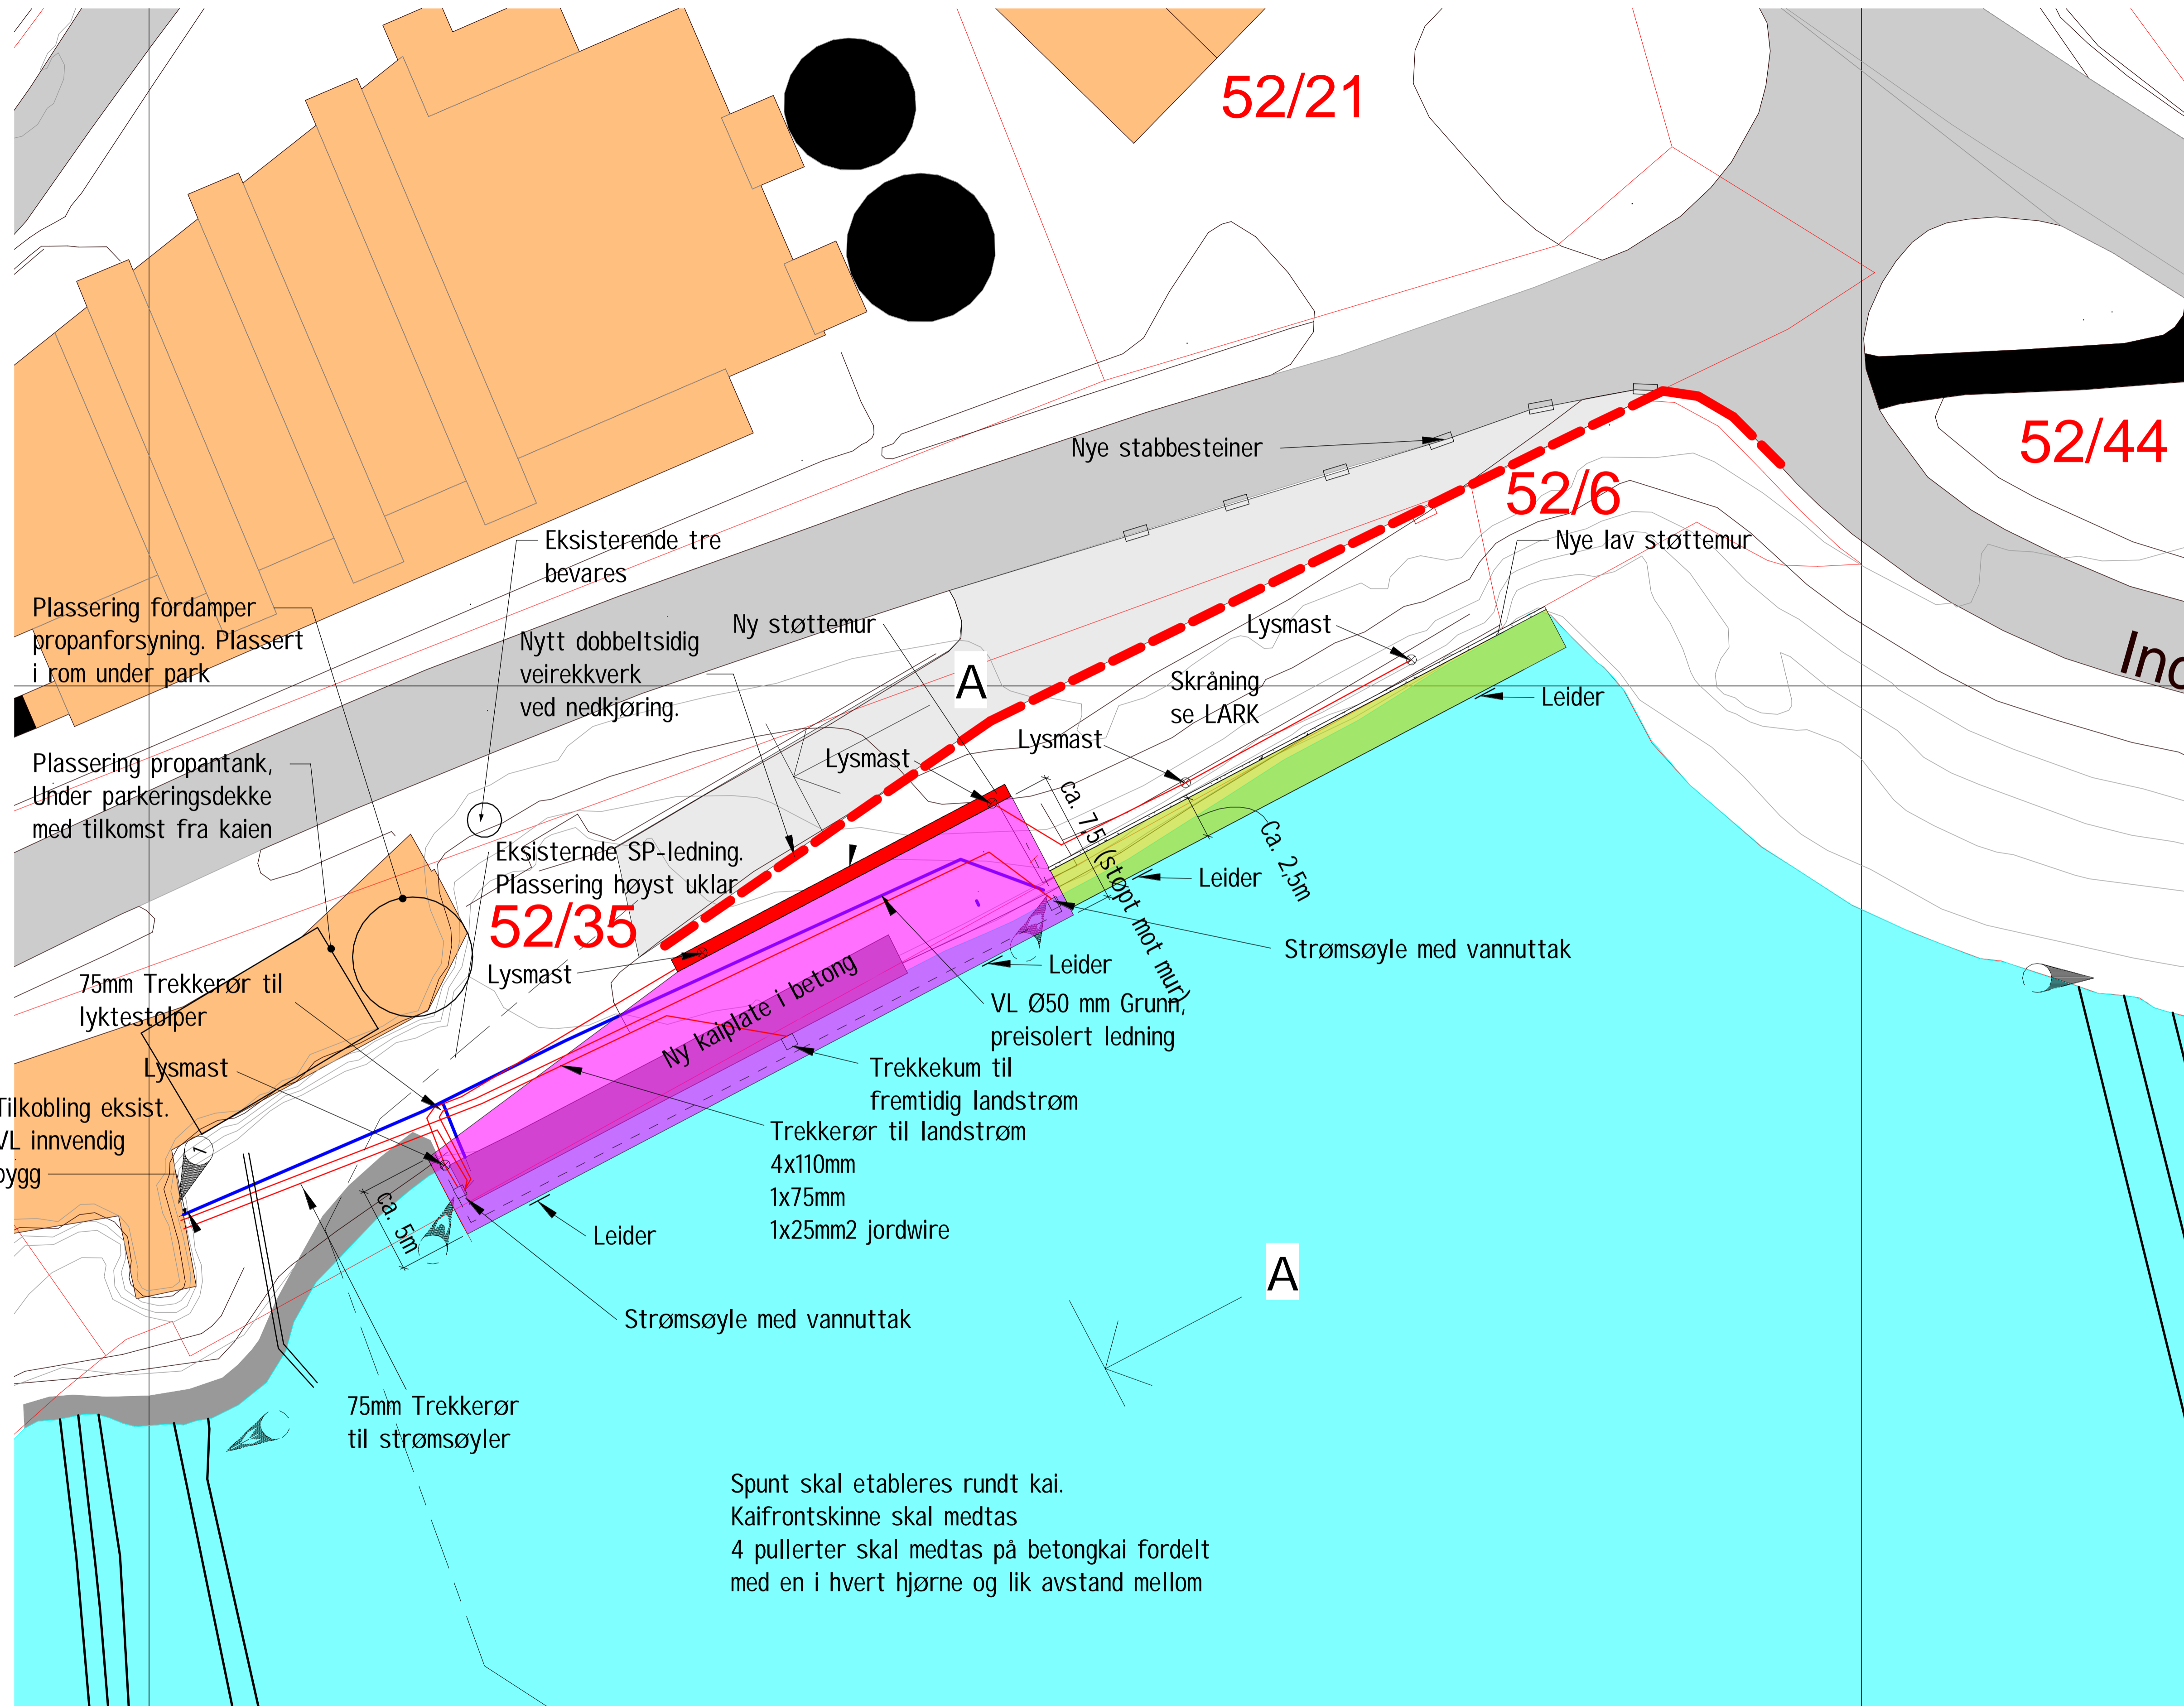 52/21
52/44
Nye stabbesteiner
52/6
Nye lav støttemur
Eksisterende tre
bevares
Plassering fordamper
propanforsyning. Plassert
i rom under park
Nytt dobbeltsidig
veirekkverk
ved nedkjøring.
Ny støttemur
Lysmast
A
Skråning
se LARK
Leider
Lysmast
Lysmast
Plassering propantank,
Under parkeringsdekke
med tilkomst fra kaien
ca. 7,5 (støpt mot mur)
Ca. 2,5m
Eksisternde SP-ledning.
Plassering høyst uklar
52/35
Leider
Strømsøyle med vannuttak
Lysmast
Leider
75mm Trekkerør til
lyktestolper
Ny kaiplate i betong
VL Ø50 mm Grunn,
preisolert ledning
Lysmast
Trekkekum til
fremtidig landstrøm
Tilkobling eksist.
VL innvendig
bygg
1
Trekkerør til landstrøm
4x110mm
1x75mm
1x25mm2 jordwire
ca. 5m
Leider
A
Strømsøyle med vannuttak
75mm Trekkerør
til strømsøyler
Spunt skal etableres rundt kai.
Kaifrontskinne skal medtas
4 pullerter skal medtas på betongkai fordelt
med en i hvert hjørne og lik avstand mellom